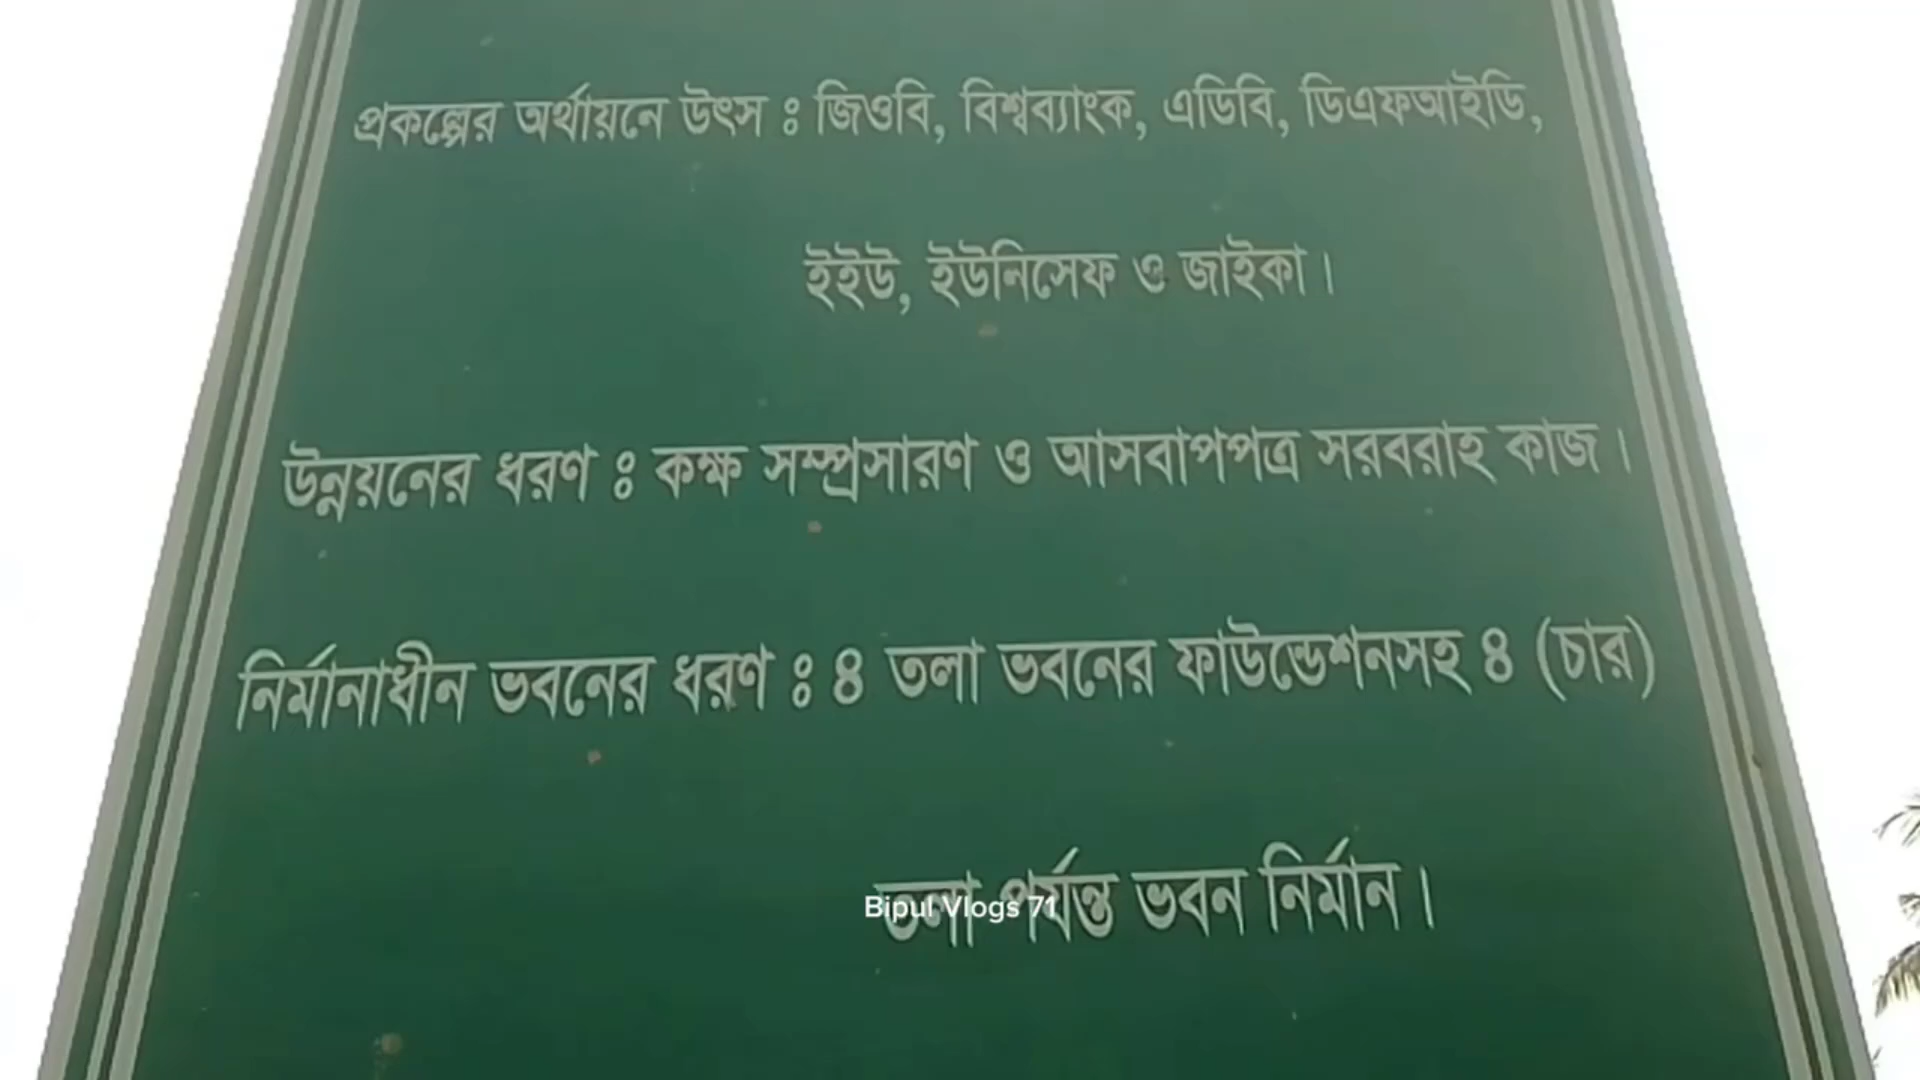 প্রকল্পের অর্থায়নে উৎস ঃ জিওবি, বিশ্বব্যাংক, এডিবি, ডিএফআইডি,
ইইউ, ইউনিসেফ ও জাইকা।
উন্নয়নের ধরণ ঃ কক্ষ সম্প্রসারণ ও আসবাপপত্র সরবরাহ কাজ।
নির্মানাধীন ভবনের ধরণ ঃ ৪ তলা ভবনের ফাউন্ডেশনসহ ৪ (চার)
তলা পর্যন্ত ভবন নির্মান।
Bipul Vlogs 71